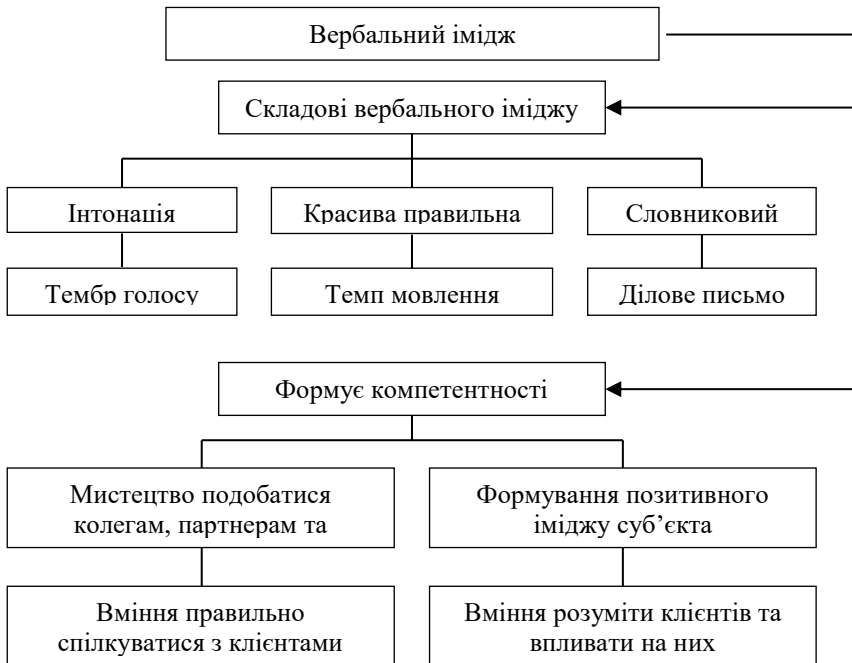 Вербальний імідж
Складові вербального іміджу
Інтонація
Красива правильна
Словниковий
Тембр голосу
Темп мовлення
Ділове письмо
Формує компетентності
Мистецтво подобатися
колегам, партнерам та
Формування позитивного
іміджу суб’єкта
Вміння правильно
спілкуватися з клієнтами
Вміння розуміти клієнтів та
впливати на них